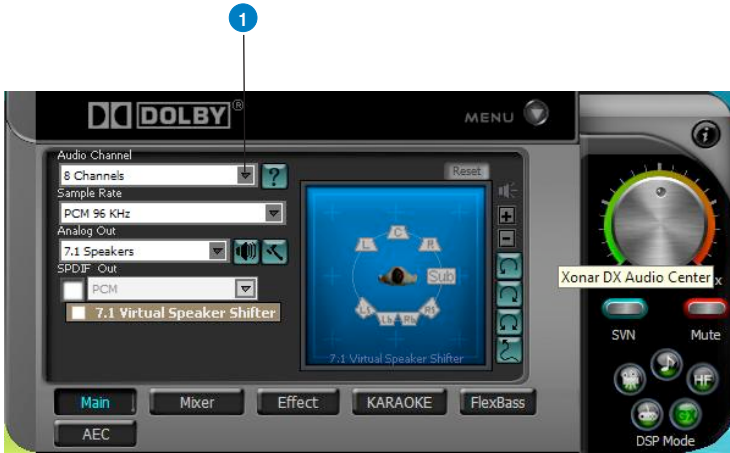 1
DOLBY®
MENU
Audio Channel
8 Channels
?
Reset
Sample Rate
PCM 96 KHz
Analog Out
7.1 Speakers
SPDIF Out
PCM
7.1 Virtual Speaker Shifter
L
C
R
Sub
Ls
Lb
Rb
Rs
7.1 Virtual Speaker Shifter
i
Xonar DX Audio Center
x
SVN
Mute
HF
DSP Mode
Main
Mixer
Effect
KARAOKE
FlexBass
AEC